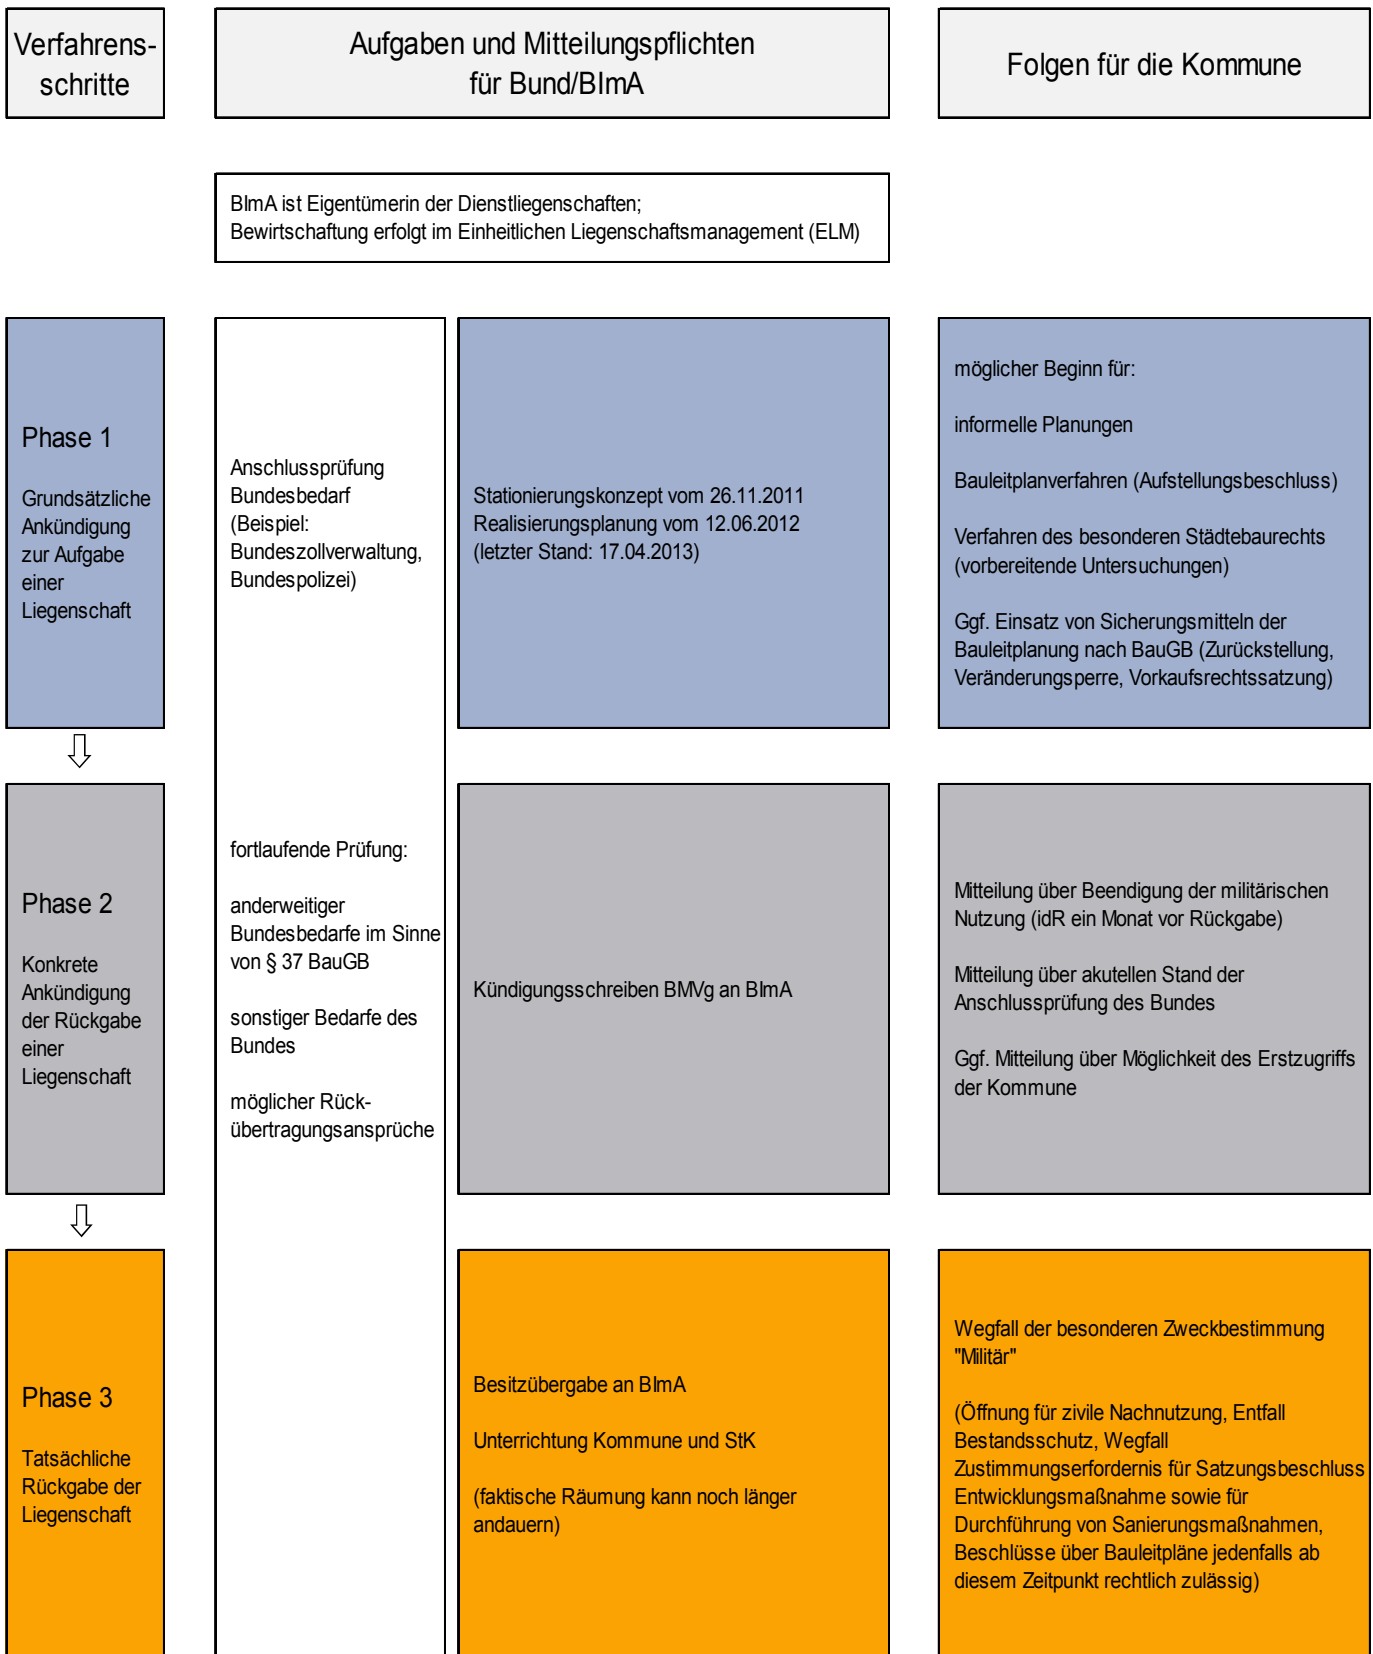 Verfahrens-
schritte
Aufgaben und Mitteilungspflichten
für Bund/BImA
Folgen für die Kommune
BImA ist Eigentümerin der Dienstliegenschaften;
Bewirtschaftung erfolgt im Einheitlichen Liegenschaftsmanagement (ELM)
Phase 1
Grundsätzliche
Ankündigung
zur Aufgabe
einer
Liegenschaft
Anschlussprüfung
Bundesbedarf
(Beispiel:
Bundeszollverwaltung,
Bundespolizei)
Stationierungskonzept vom 26.11.2011
Realisierungsplanung vom 12.06.2012
(letzter Stand: 17.04.2013)
möglicher Beginn für:
informelle Planungen
Bauleitplanverfahren (Aufstellungsbeschluss)
Verfahren des besonderen Städtebaurechts
(vorbereitende Untersuchungen)
Ggf. Einsatz von Sicherungsmitteln der
Bauleitplanung nach BauGB (Zurückstellung,
Veränderungsperre, Vorkaufsrechtssatzung)
Phase 2
Konkrete
Ankündigung
der Rückgabe
einer
Liegenschaft
fortlaufende Prüfung:
anderweitiger
Bundesbedarfe im Sinne
von § 37 BauGB
sonstiger Bedarfe des
Bundes
möglicher Rück-
übertragungsansprüche
Kündigungsschreiben BMVg an BImA
Mitteilung über Beendigung der militärischen
Nutzung (idR ein Monat vor Rückgabe)
Mitteilung über akutellen Stand der
Anschlussprüfung des Bundes
Ggf. Mitteilung über Möglichkeit des Erstzugriffs
der Kommune
Phase 3
Tatsächliche
Rückgabe der
Liegenschaft
Besitzübergabe an BImA
Unterrichtung Kommune und StK
(faktische Räumung kann noch länger
andauern)
Wegfall der besonderen Zweckbestimmung
"Militär"
(Öffnung für zivile Nachnutzung, Entfall
Bestandsschutz, Wegfall
Zustimmungserfordernis für Satzungsbeschluss
Entwicklungsmaßnahme sowie für
Durchführung von Sanierungsmaßnahmen,
Beschlüsse über Bauleitpläne jedenfalls ab
diesem Zeitpunkt rechtlich zulässig)